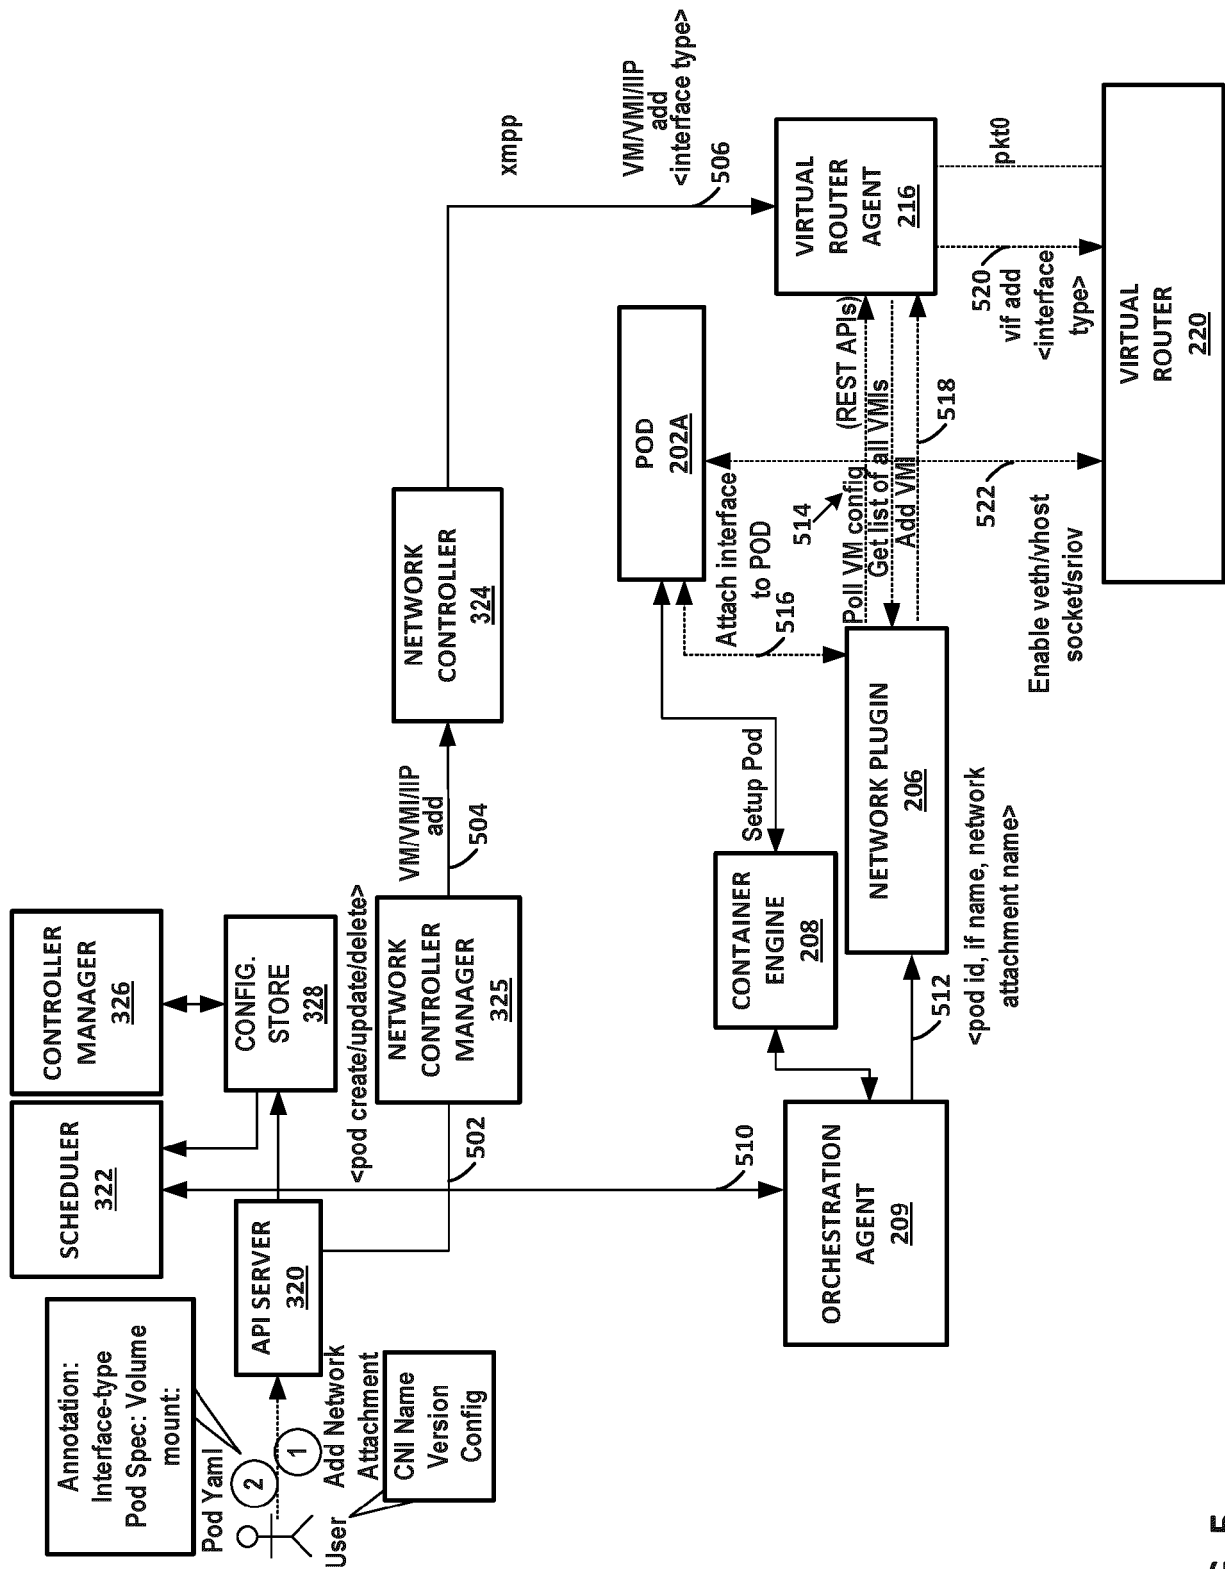 Annotation:
Interface-type
Pod Spec: Volume
mount:
Pod Yaml
2
1
User
Add Network
Attachment
CNI Name
Version
Config
SCHEDULER
322
CONTROLLER
MANAGER
326
API SERVER
320
CONFIG.
STORE
328
<pod create/update/delete>
502
NETWORK
CONTROLLER
MANAGER
325
VM/VMI/IIP
add
504
NETWORK
CONTROLLER
324
xmpp
VM/VMI/IIP
add
<interface type>
506
510
ORCHESTRATION
AGENT
209
CONTAINER
ENGINE
208
Setup Pod
POD
202A
Attach interface
to POD
516
512
<pod id, if name, network
attachment name>
NETWORK PLUGIN
206
514
Poll VM config
(REST APIs)
Get list of all VMIs
Add VMI
518
VIRTUAL
ROUTER
AGENT
216
520
vif add
<interface
type>
pkt0
522
Enable veth/vhost
socket/sriov
VIRTUAL
ROUTER
220